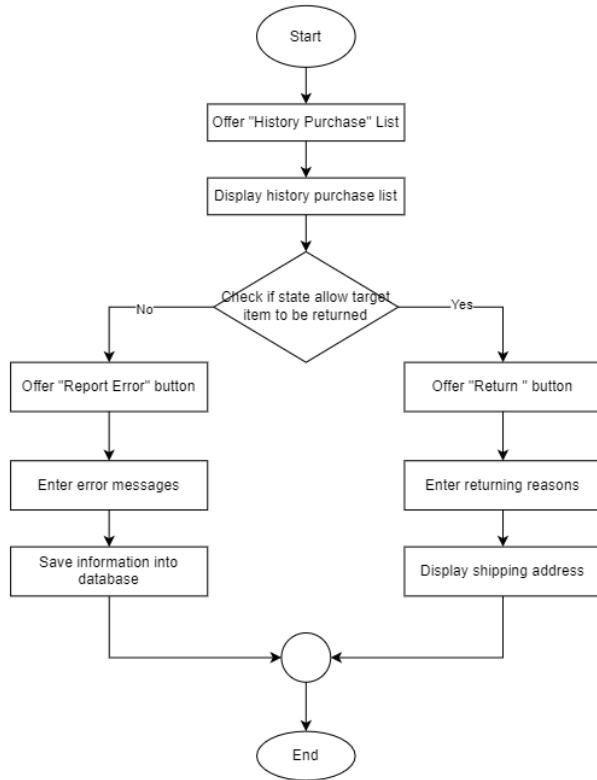 Start
Offer "History Purchase" List
Display history purchase list
Check if state allow target
item to be returned
No
Yes
Offer "Report Error" button
Offer "Return " button
Enter error messages
Enter returning reasons
Save information into
database
Display shipping address
End